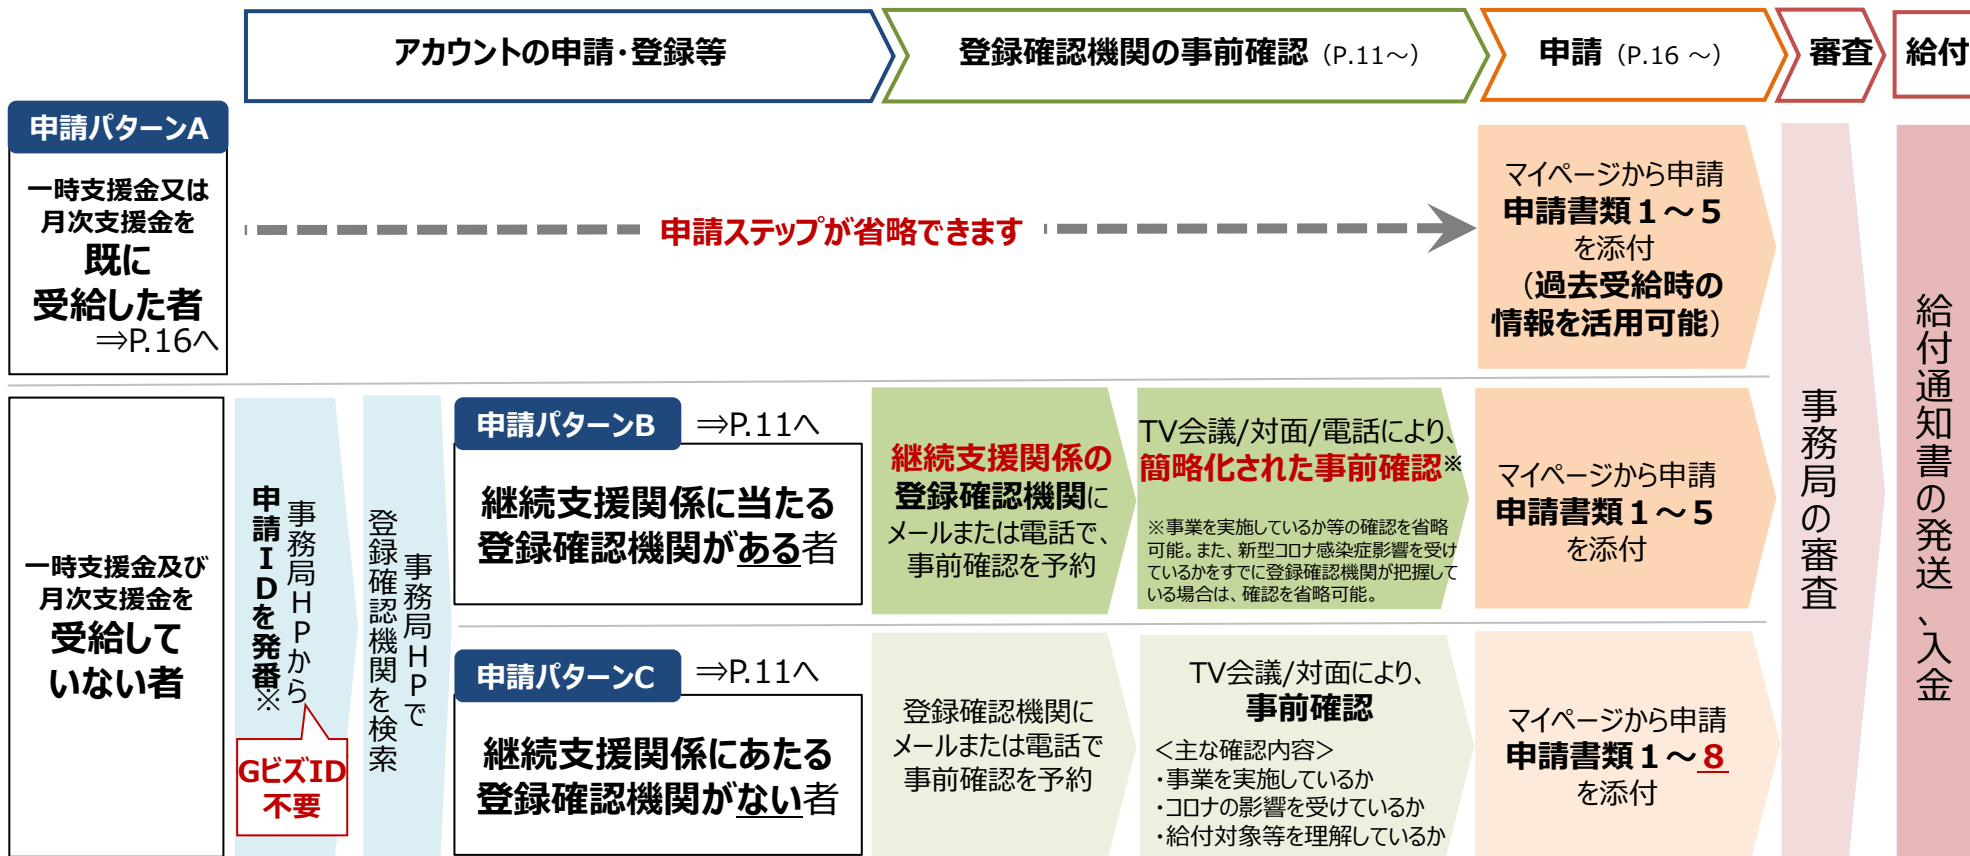 アカウントの申請・登録等
登録確認機関の事前確認（P.11～）
申請（P.16 ～）
審査
給付
申請パターンA
一時支援金又は
月次支援金を
既に
受給した者
⇒P.16へ
申請ステップが省略できます
マイページから申請
申請書類１～５
を添付
（過去受給時の
情報を活用可能）
一時支援金及び
月次支援金を
受給して
いない者
事務局ＨＰから
申請ＩＤを発番※
GビズID
不要
事務局ＨＰで
登録確認機関を検索
申請パターンB
⇒P.11へ
継続支援関係に当たる
登録確認機関がある者
継続支援関係の
登録確認機関に
メールまたは電話で、
事前確認を予約
TV会議/対面/電話により、
簡略化された事前確認※
※事業を実施しているか等の確認を省略
可能。また、新型コロナ感染症影響を受け
ているかをすでに登録確認機関が把握して
いる場合は、確認を省略可能。
マイページから申請
申請書類１～５
を添付
申請パターンC
⇒P.11へ
継続支援関係にあたる
登録確認機関がない者
登録確認機関に
メールまたは電話で
事前確認を予約
TV会議/対面により、
事前確認
＜主な確認内容＞
・事業を実施しているか
・コロナの影響を受けているか
・給付対象等を理解しているか
マイページから申請
申請書類１～８
を添付
事務局の審査
給付通知書の発送、入金